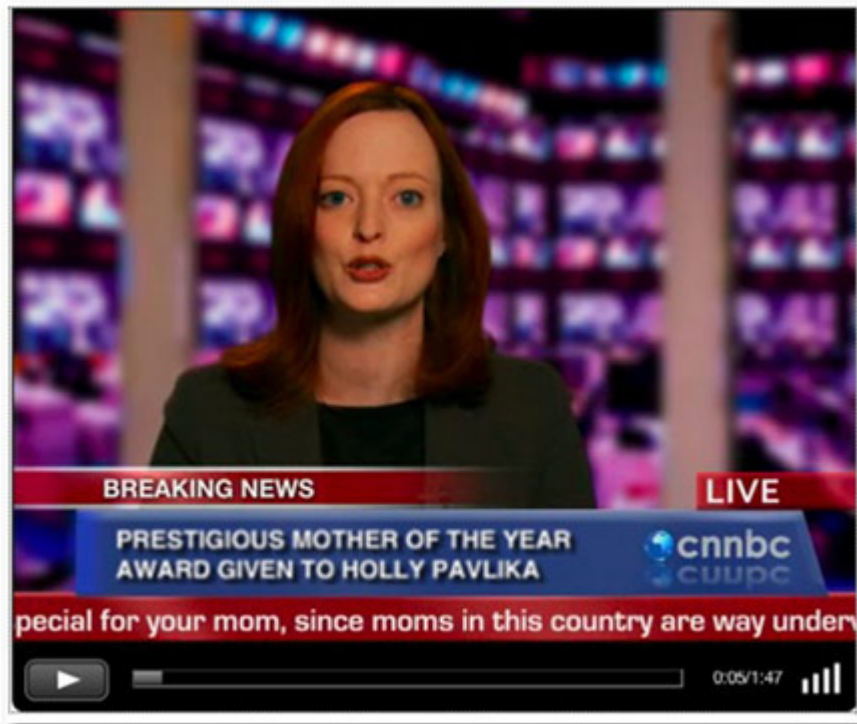 BREAKING NEWS
LIVE
PRESTIGIOUS MOTHER OF THE YEAR
AWARD GIVEN TO HOLLY PAVLIKA
cnnbc
pecial for your mom, since moms in this country are way underv
0:05/1:47